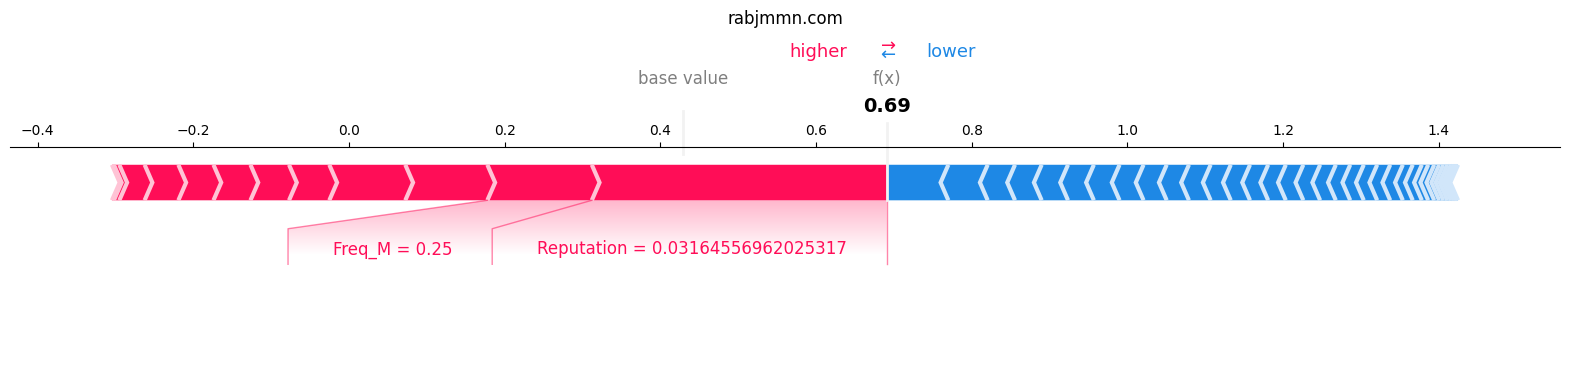 rabjmmn.com
higher ⇄ lower
base value f(x)
0.69
−0.4 −0.2 0.0 0.2 0.4 0.6 0.8 1.0 1.2 1.4
Freq_M = 0.25 Reputation = 0.03164556962025317